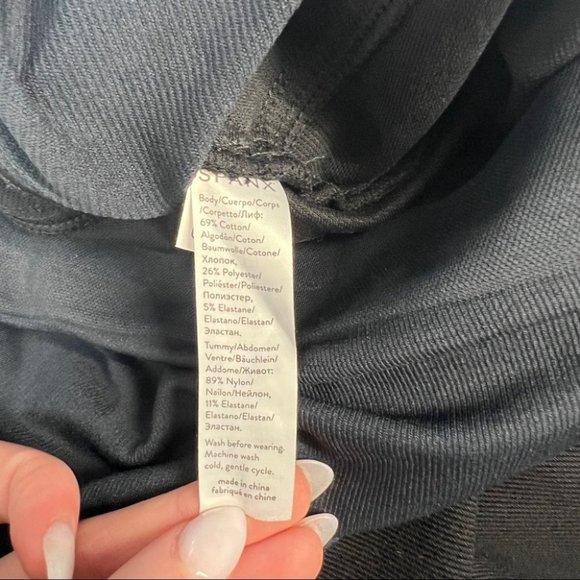 SPANX
Body/Cuerpo/Corps
/Corpetto/Лиф:
69% Cotton/
Algodón/Coton/
Baumwolle/Cotone/
Хлопок,
26% Polyester/
Poliéster/Poliestere/
Полиэстер,
5% Elastane/
Elastano/Elastan/
Эластан.
Tummy/Abdomen/
Ventre/Bäuchlein/
Addome/Живот:
89% Nylon/
Nailon/Нейлон,
11% Elastane/
Elastano/Elastan/
Эластан.
Wash before wearing.
Machine wash
cold, gentle cycle.
made in china
fabriqué en chine